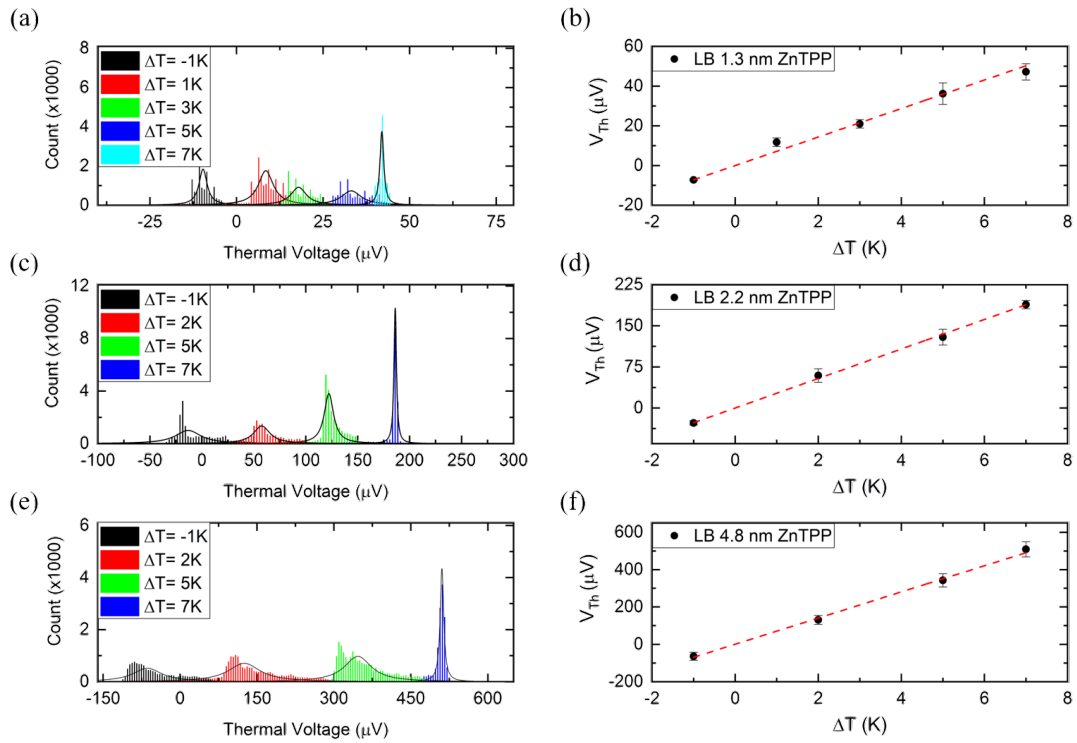 (a)
ΔT= -1K
ΔT= 1K
ΔT= 3K
ΔT= 5K
ΔT= 7K
Count (x1000)
8
6
4
2
0
-25 0 25 50 75
Thermal Voltage (μV)
(b)
LB 1.3 nm ZnTPP
V_Th (μV)
60
40
20
0
-20
-2 0 2 4 6 8
ΔT (K)
(c)
ΔT= -1K
ΔT= 2K
ΔT= 5K
ΔT= 7K
Count (x1000)
12
8
4
0
-100 -50 0 50 100 150 200 250 300
Thermal Voltage (μV)
(d)
LB 2.2 nm ZnTPP
V_Th (μV)
225
150
75
0
-2 0 2 4 6 8
ΔT (K)
(e)
ΔT= -1K
ΔT= 2K
ΔT= 5K
ΔT= 7K
Count (x1000)
6
4
2
0
-150 0 150 300 450 600
Thermal Voltage (μV)
(f)
LB 4.8 nm ZnTPP
V_Th (μV)
600
400
200
0
-200
-2 0 2 4 6 8
ΔT (K)